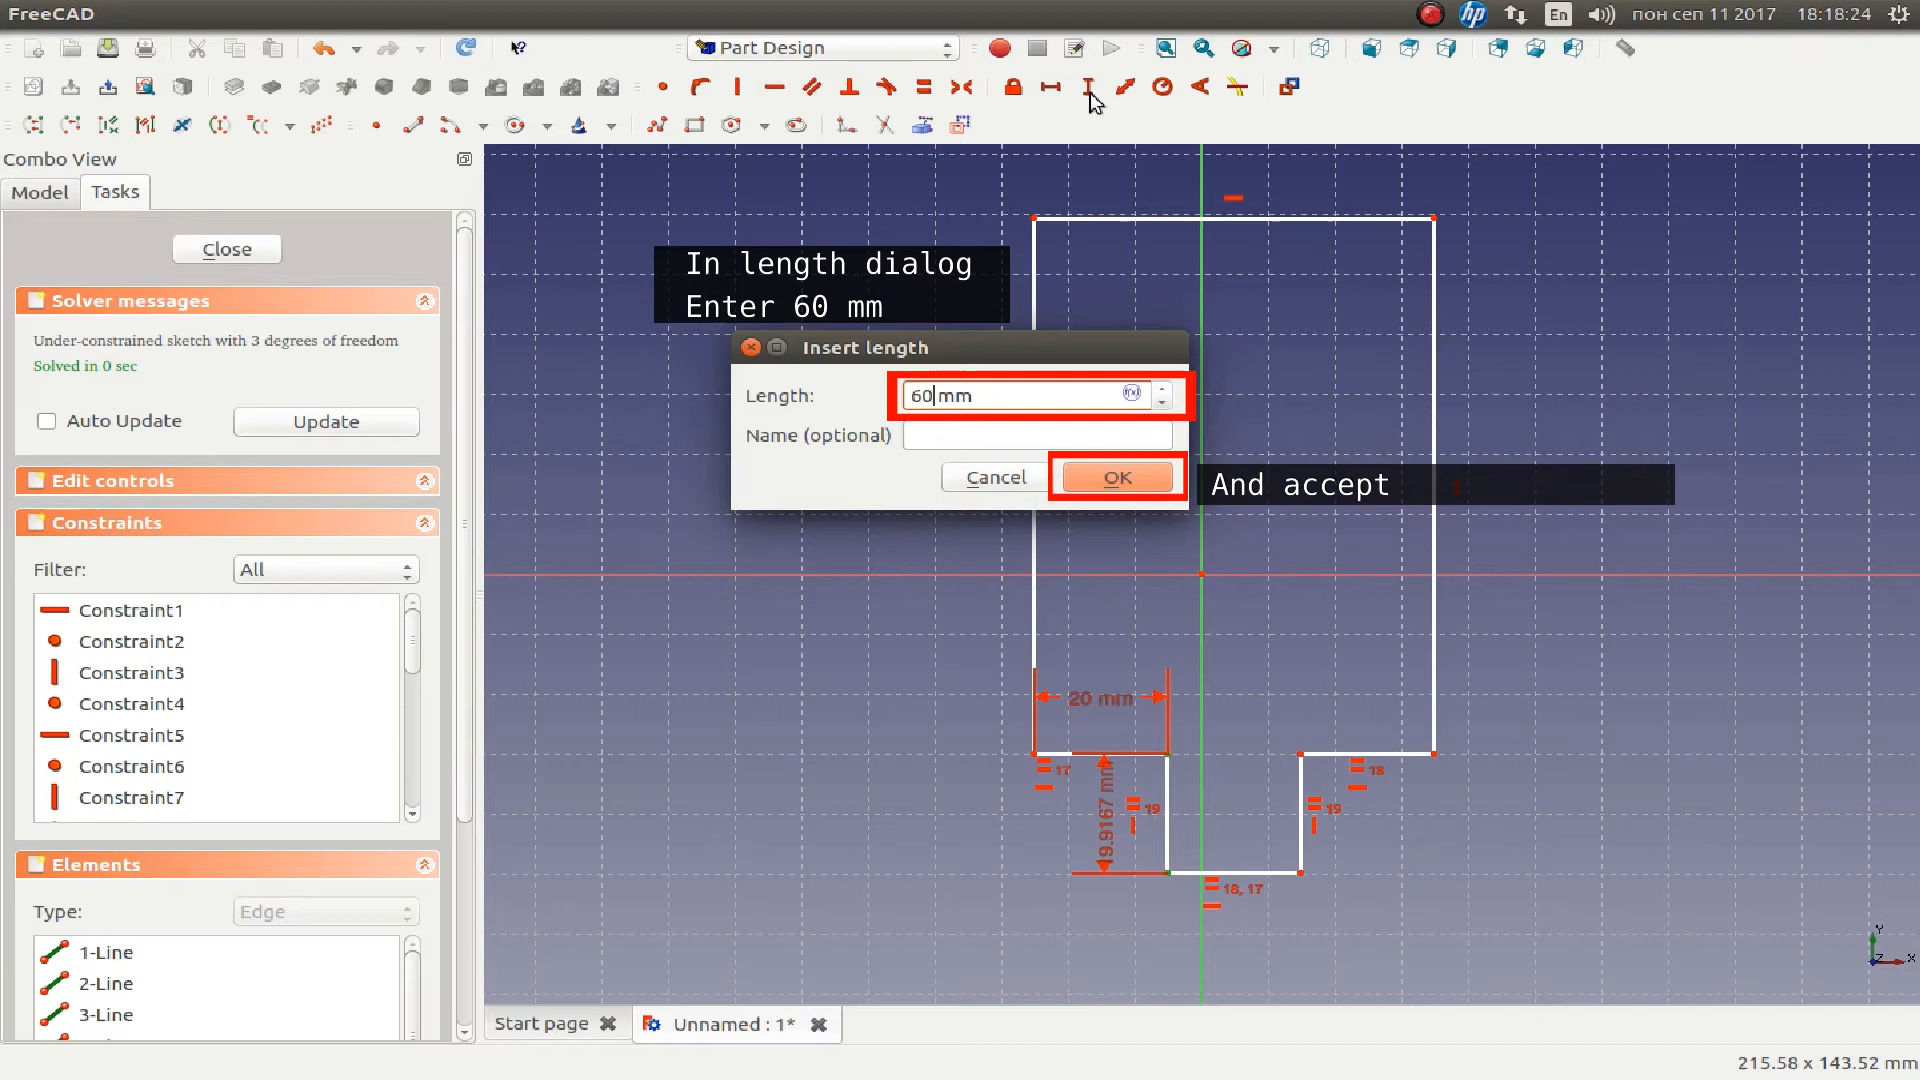 FreeCAD
En
пон сеп 11 2017 18:18:24
Part Design
Combo View
Model
Tasks
Close
Solver messages
Under-constrained sketch with 3 degrees of freedom
Solved in 0 sec
Auto Update
Update
Edit controls
Constraints
Filter:
All
Constraint1
Constraint2
Constraint3
Constraint4
Constraint5
Constraint6
Constraint7
Elements
Type:
Edge
1-Line
2-Line
3-Line
In length dialog
Enter 60 mm
Insert length
Length:
60 mm
Name (optional)
Cancel
OK
And accept
20 mm
17
18
19.9167 mm
19
19
18, 17
Y
Z
X
Start page
Unnamed : 1*
215.58 x 143.52 mm